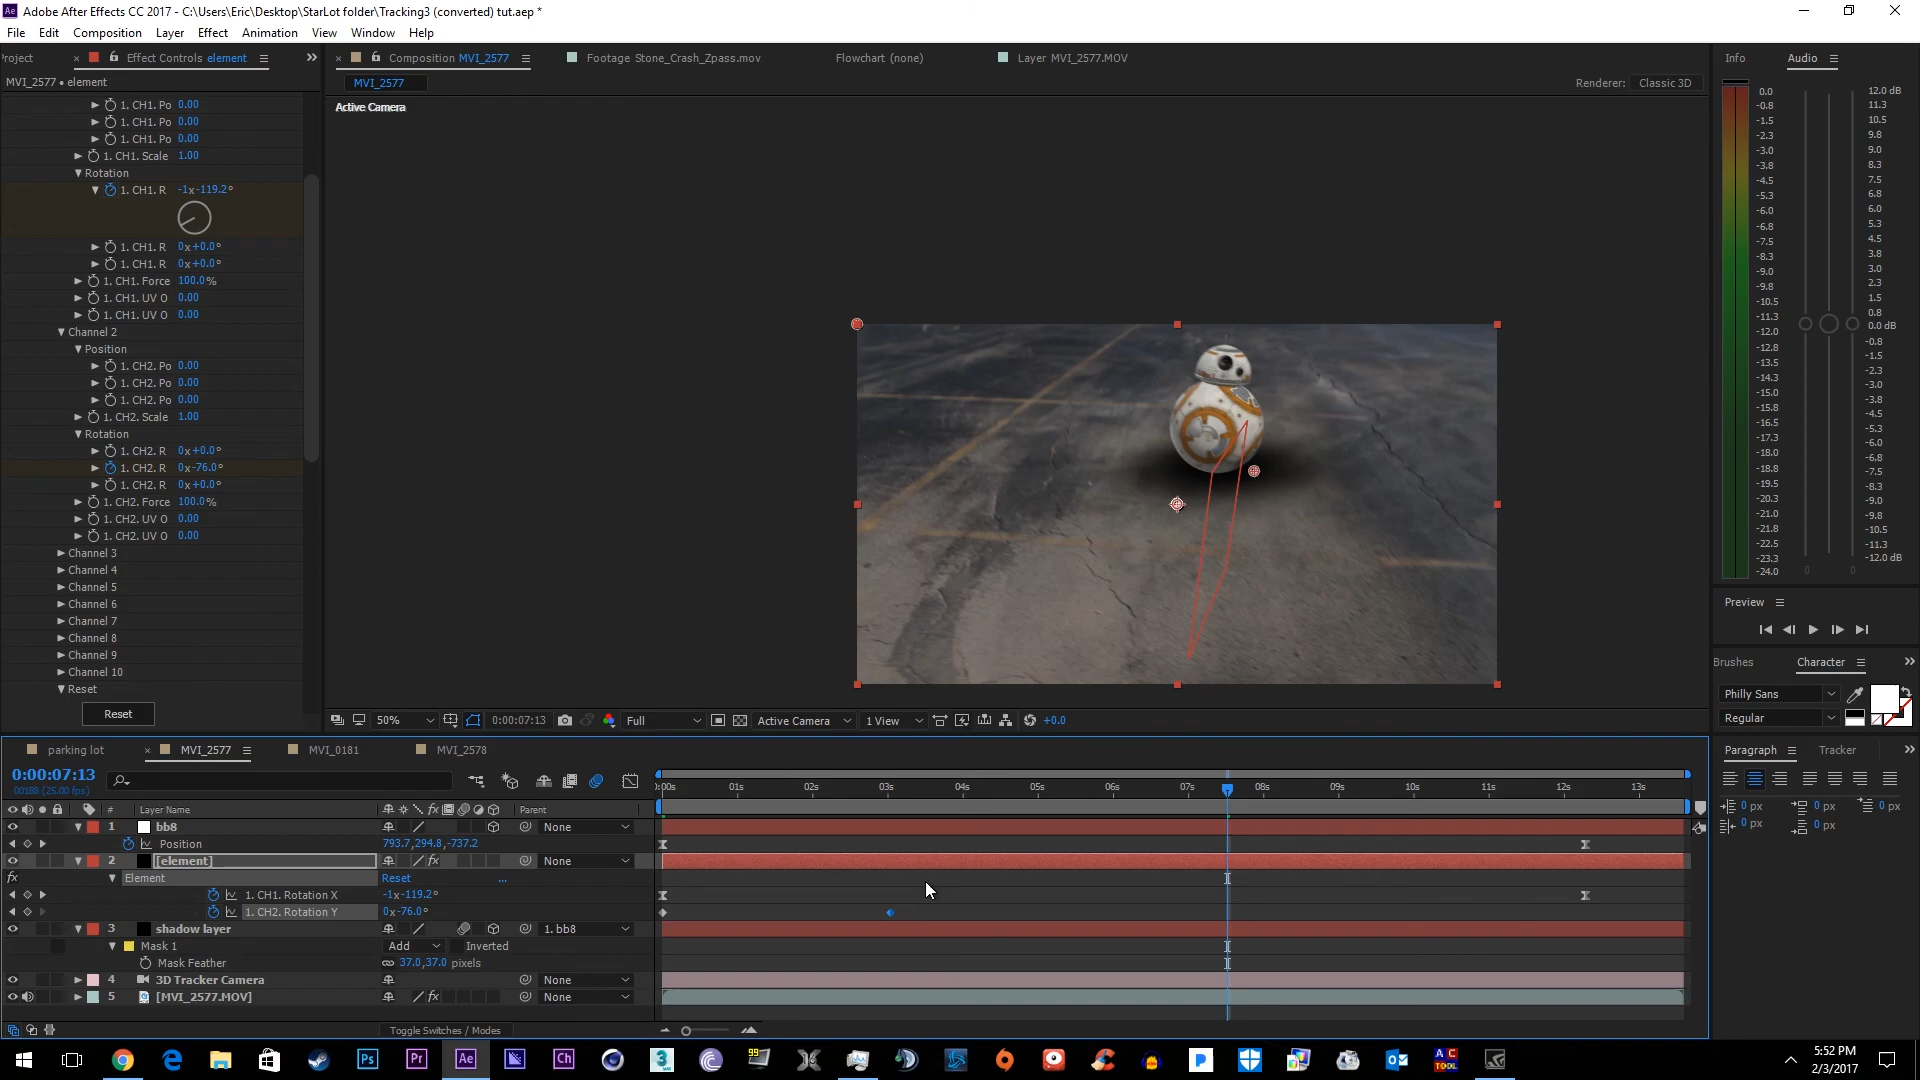 Adobe After Effects CC 2017 - C:\Users\Eric\Desktop\StarLot folder\Tracking3 (converted) tut.aep *
File Edit Composition Layer Effect Animation View Window Help
Project
Effect Controls element
MVI_2577 • element
1. CH1. Po 0.00
1. CH1. Po 0.00
1. CH1. Po 0.00
1. CH1. Scale 1.00
Rotation
1. CH1. R -1x-119.2°
1. CH1. R 0x+0.0°
1. CH1. R 0x+0.0°
1. CH1. Force 100.0%
1. CH1. UV O 0.00
1. CH1. UV O 0.00
Channel 2
Position
1. CH2. Po 0.00
1. CH2. Po 0.00
1. CH2. Po 0.00
1. CH2. Scale 1.00
Rotation
1. CH2. R 0x+0.0°
1. CH2. R 0x-76.0°
1. CH2. R 0x+0.0°
1. CH2. Force 100.0%
1. CH2. UV O 0.00
1. CH2. UV O 0.00
Channel 3
Channel 4
Channel 5
Channel 6
Channel 7
Channel 8
Channel 9
Channel 10
Reset
Reset
Composition MVI_2577 Footage Stone_Crash_Zpass.mov Flowchart (none) Layer MVI_2577.MOV
MVI_2577 Renderer: Classic 3D
Active Camera
50% 0:00:07:13 Full Active Camera 1 View +0.0
Info Audio
0.0 12.0 dB
-0.8 11.3
-1.5 10.5
-2.3 9.8
-3.0 9.0
-3.8 8.3
-4.5 7.5
-5.3 6.8
-6.0 6.0
-6.8 5.3
-7.5 4.5
-8.3 3.8
-9.0 3.0
-9.8 2.3
-10.5 1.5
-11.3 0.8
-12.0 0.0 dB
-12.8 -0.8
-13.5 -1.5
-14.3 -2.3
-15.0 -3.0
-15.8 -3.8
-16.5 -4.5
-17.3 -5.3
-18.0 -6.0
-18.8 -6.8
-19.5 -7.5
-20.3 -8.3
-21.0 -9.0
-21.8 -9.8
-22.5 -10.5
-23.3 -11.3
-24.0 -12.0 dB
0 0
Preview
Brushes Character
Philly Sans
Regular
Paragraph Tracker
0 px 0 px 0 px
0 px 0 px
parking lot MVI_2577 MVI_0181 MVI_2578
0:00:07:13
00188 (25.00 fps)
:00s 01s 02s 03s 04s 05s 06s 07s 08s 09s 10s 11s 12s 13s
# Layer Name Parent
1 bb8 None
Position 793.7,294.8,-737.2
2 [element] fx None
fx Element Reset ...
1. CH1. Rotation X -1x-119.2°
1. CH2. Rotation Y 0x-76.0°
3 shadow layer 1. bb8
Mask 1 Add Inverted
Mask Feather 37.0,37.0 pixels
4 3D Tracker Camera None
5 [MVI_2577.MOV] fx None
Toggle Switches / Modes
Ps Pr Ae Ch 3 99 P AC TOOL
5:52 PM
2/3/2017